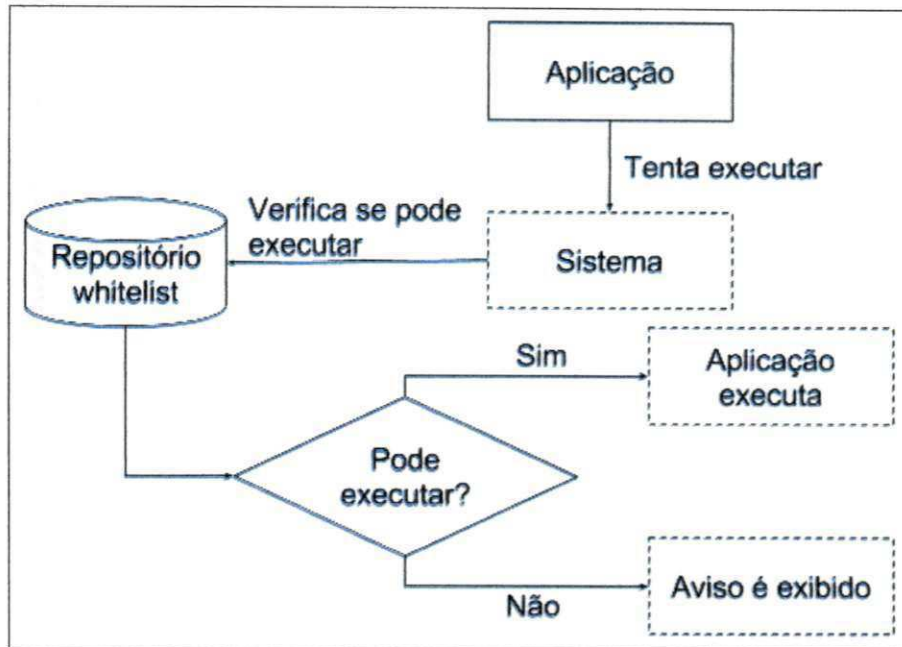 Aplicação
Tenta executar
Verifica se pode
executar
Sistema
Repositório
whitelist
Sim
Aplicação
executa
Pode
executar?
Não
Aviso é exibido